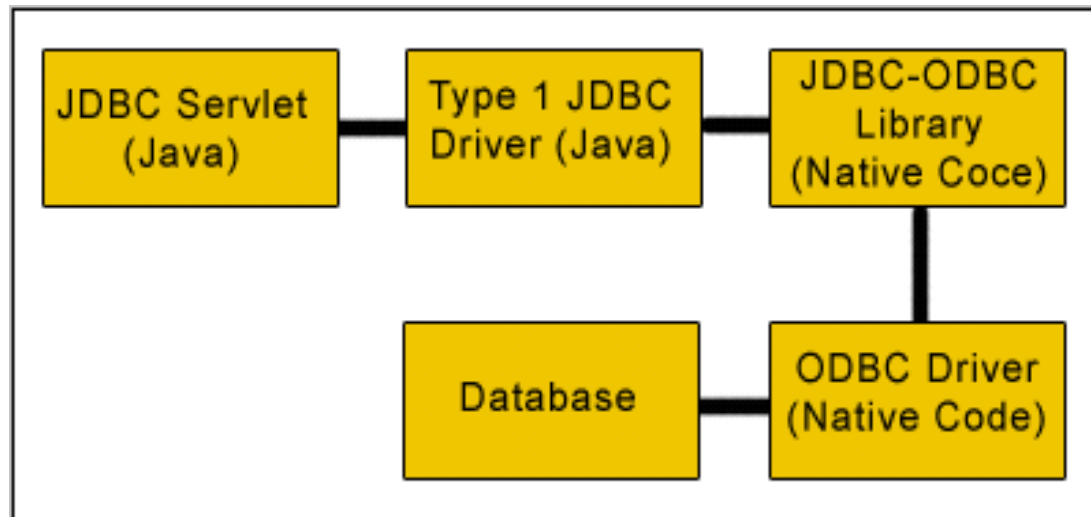 JDBC Servlet
(Java)
Type 1 JDBC
Driver (Java)
JDBC-ODBC
Library
(Native Coce)
Database
ODBC Driver
(Native Code)